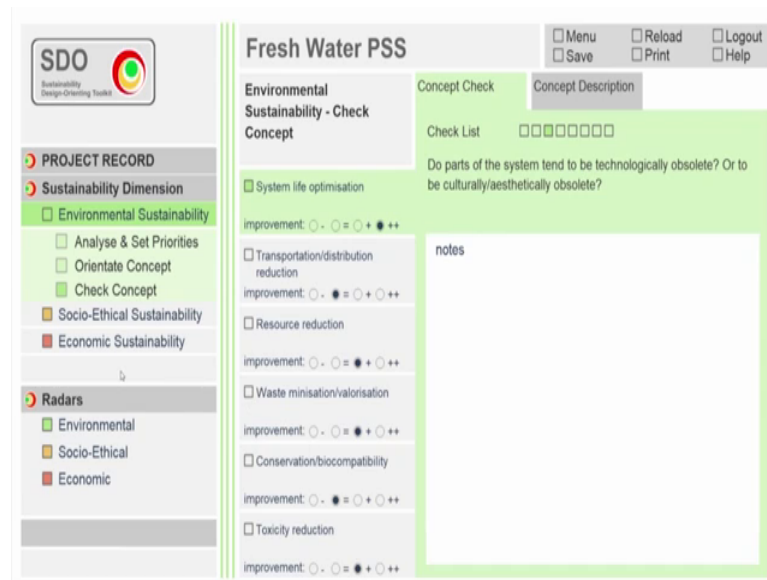 SDO
Sustainability
Design-Orienting Toolkit
PROJECT RECORD
Sustainability Dimension
Environmental Sustainability
Analyse & Set Priorities
Orientate Concept
Check Concept
Socio-Ethical Sustainability
Economic Sustainability
Radars
Environmental
Socio-Ethical
Economic
Fresh Water PSS
Menu
Reload
Logout
Save
Print
Help
Environmental
Sustainability - Check
Concept
System life optimisation
improvement: - = + ++
Transportation/distribution
reduction
improvement: - = + ++
Resource reduction
improvement: - = + ++
Waste minisation/valorisation
improvement: - = + ++
Conservation/biocompatibility
improvement: - = + ++
Toxicity reduction
improvement: - = + ++
Concept Check
Concept Description
Check List
Do parts of the system tend to be technologically obsolete? Or to
be culturally/aesthetically obsolete?
notes